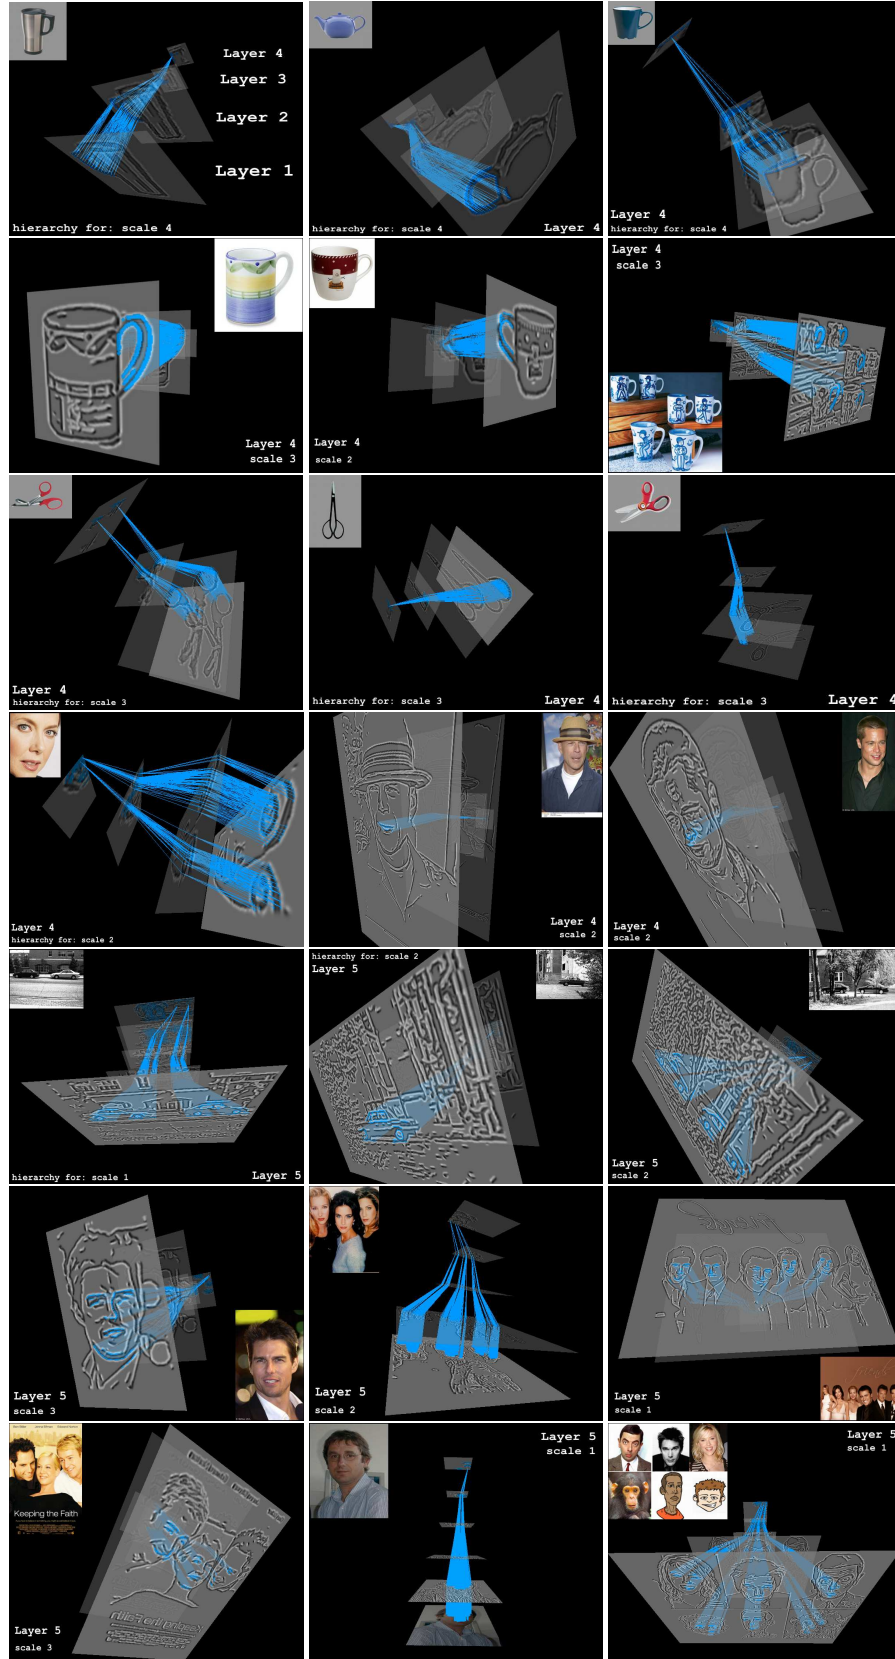 Layer 4
Layer 3
Layer 2
Layer 1
hierarchy for: scale 4
hierarchy for: scale 4
Layer 4
Layer 4
hierarchy for: scale 4
Layer 4
scale 3
Layer 4
scale 2
Layer 4
scale 3
Layer 4
hierarchy for: scale 3
hierarchy for: scale 3
Layer 4
hierarchy for: scale 3
Layer 4
Layer 4
hierarchy for: scale 2
Layer 4
scale 2
Layer 4
scale 2
hierarchy for: scale 1
Layer 5
hierarchy for: scale 2
Layer 5
Layer 5
scale 2
Layer 5
scale 3
Layer 5
scale 2
Layer 5
scale 1
Keeping the Faith
Layer 5
scale 3
Layer 5
scale 1
Layer 5
scale 1